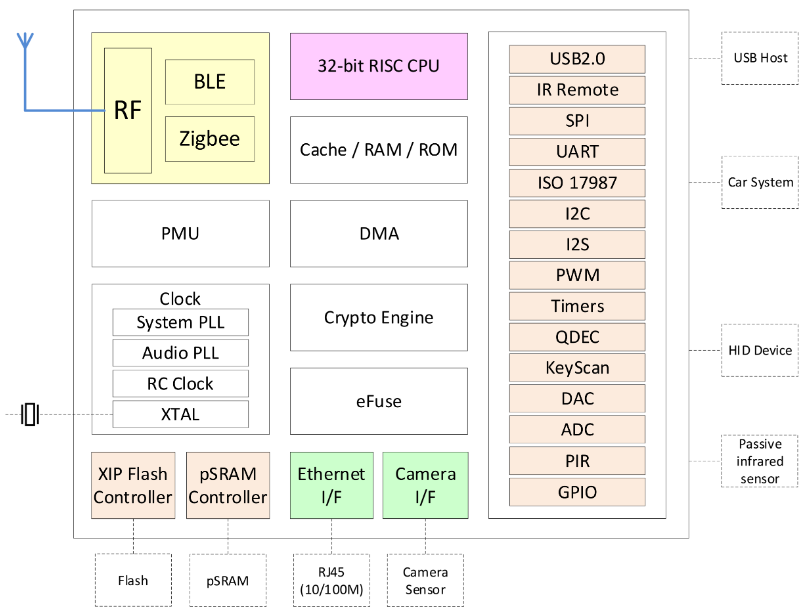 RF
BLE
Zigbee
PMU
Clock
System PLL
Audio PLL
RC Clock
XTAL
XIP Flash
Controller
pSRAM
Controller
32-bit RISC CPU
Cache / RAM / ROM
DMA
Crypto Engine
eFuse
Ethernet
I/F
Camera
I/F
USB2.0
IR Remote
SPI
UART
ISO 17987
I2C
I2S
PWM
Timers
QDEC
KeyScan
DAC
ADC
PIR
GPIO
USB Host
Car System
HID Device
Passive
infrared
sensor
Flash
pSRAM
RJ45
(10/100M)
Camera
Sensor